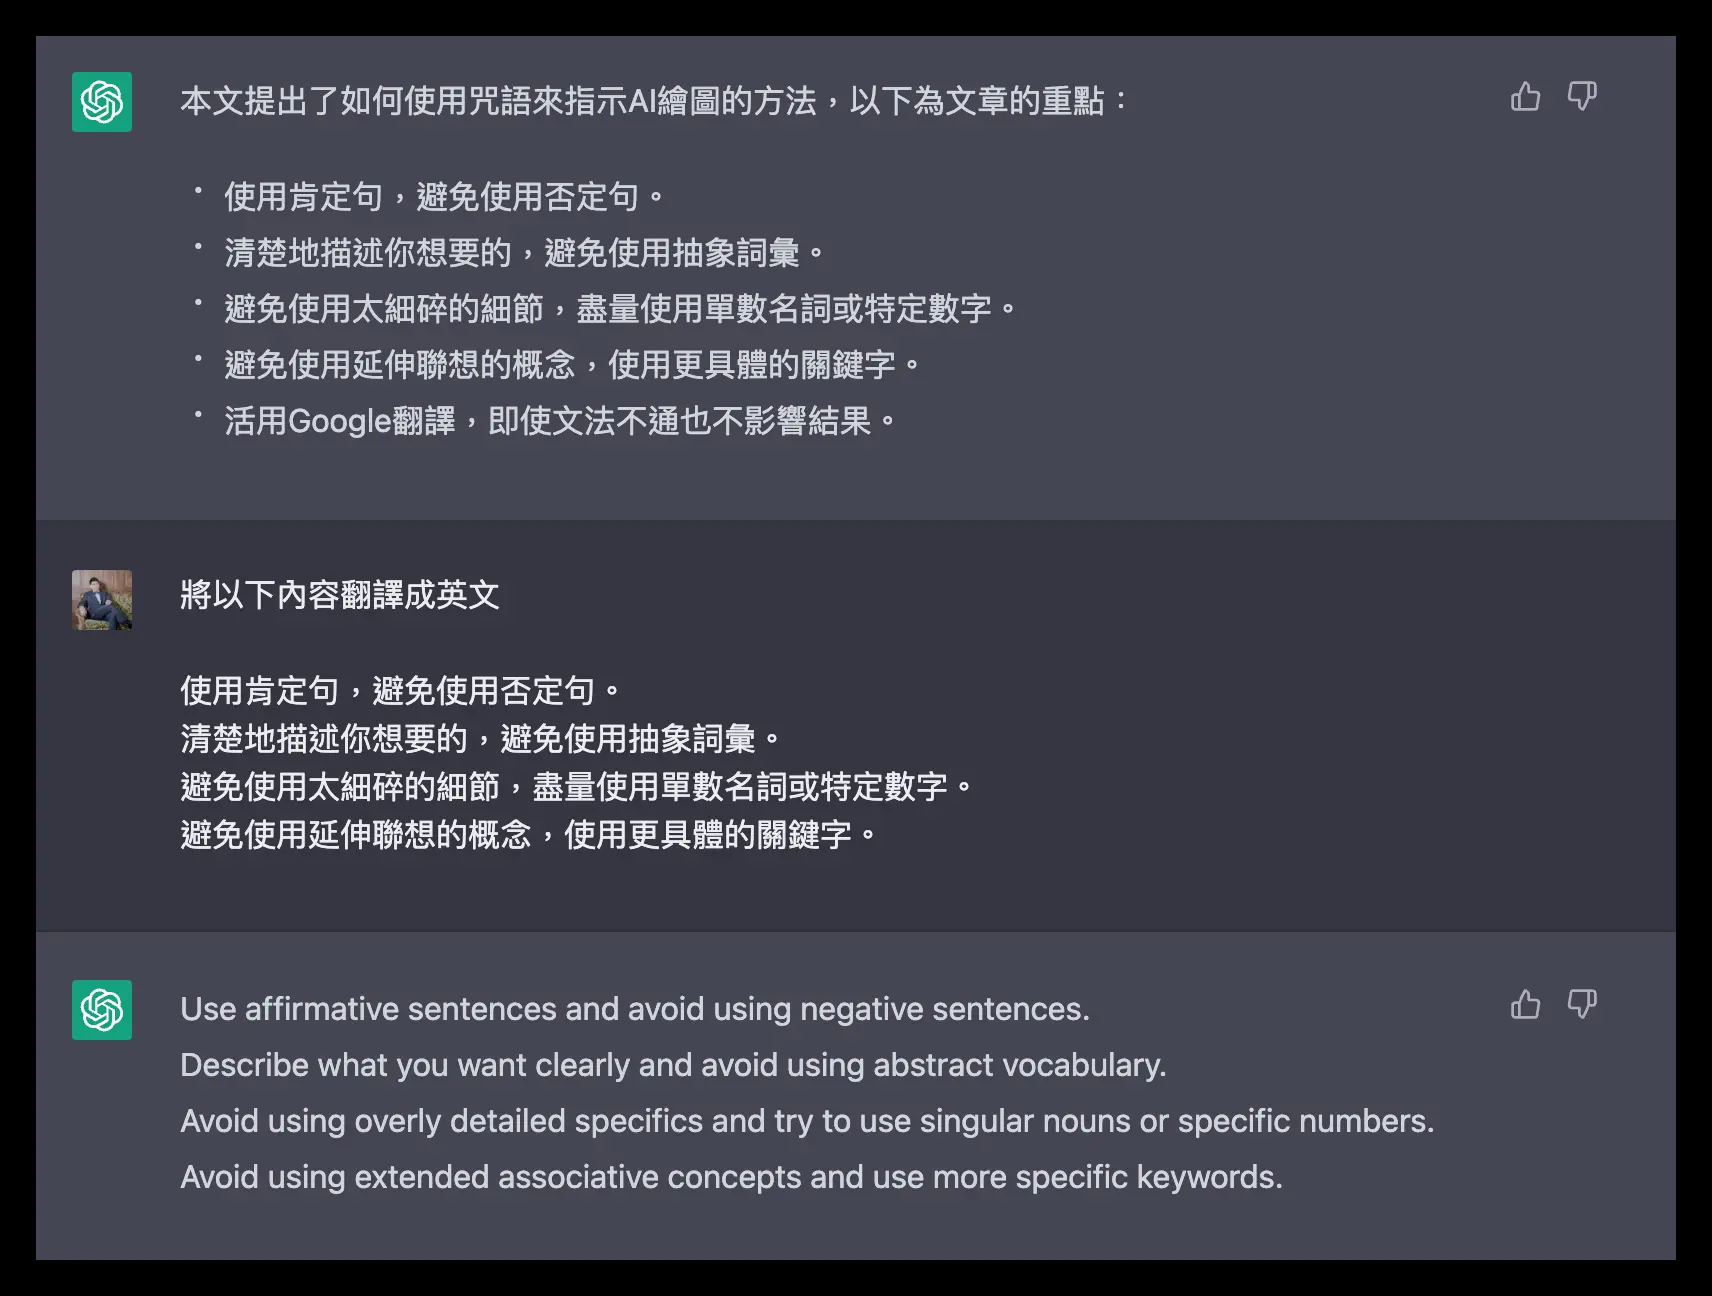 本文提出了如何使用咒語來指示AI繪圖的方法，以下為文章的重點：
• 使用肯定句，避免使用否定句。
• 清楚地描述你想要的，避免使用抽象詞彙。
• 避免使用太細碎的細節，盡量使用單數名詞或特定數字。
• 避免使用延伸聯想的概念，使用更具體的關鍵字。
• 活用Google翻譯，即使文法不通也不影響結果。
將以下內容翻譯成英文
使用肯定句，避免使用否定句。
清楚地描述你想要的，避免使用抽象詞彙。
避免使用太細碎的細節，盡量使用單數名詞或特定數字。
避免使用延伸聯想的概念，使用更具體的關鍵字。
Use affirmative sentences and avoid using negative sentences.
Describe what you want clearly and avoid using abstract vocabulary.
Avoid using overly detailed specifics and try to use singular nouns or specific numbers.
Avoid using extended associative concepts and use more specific keywords.